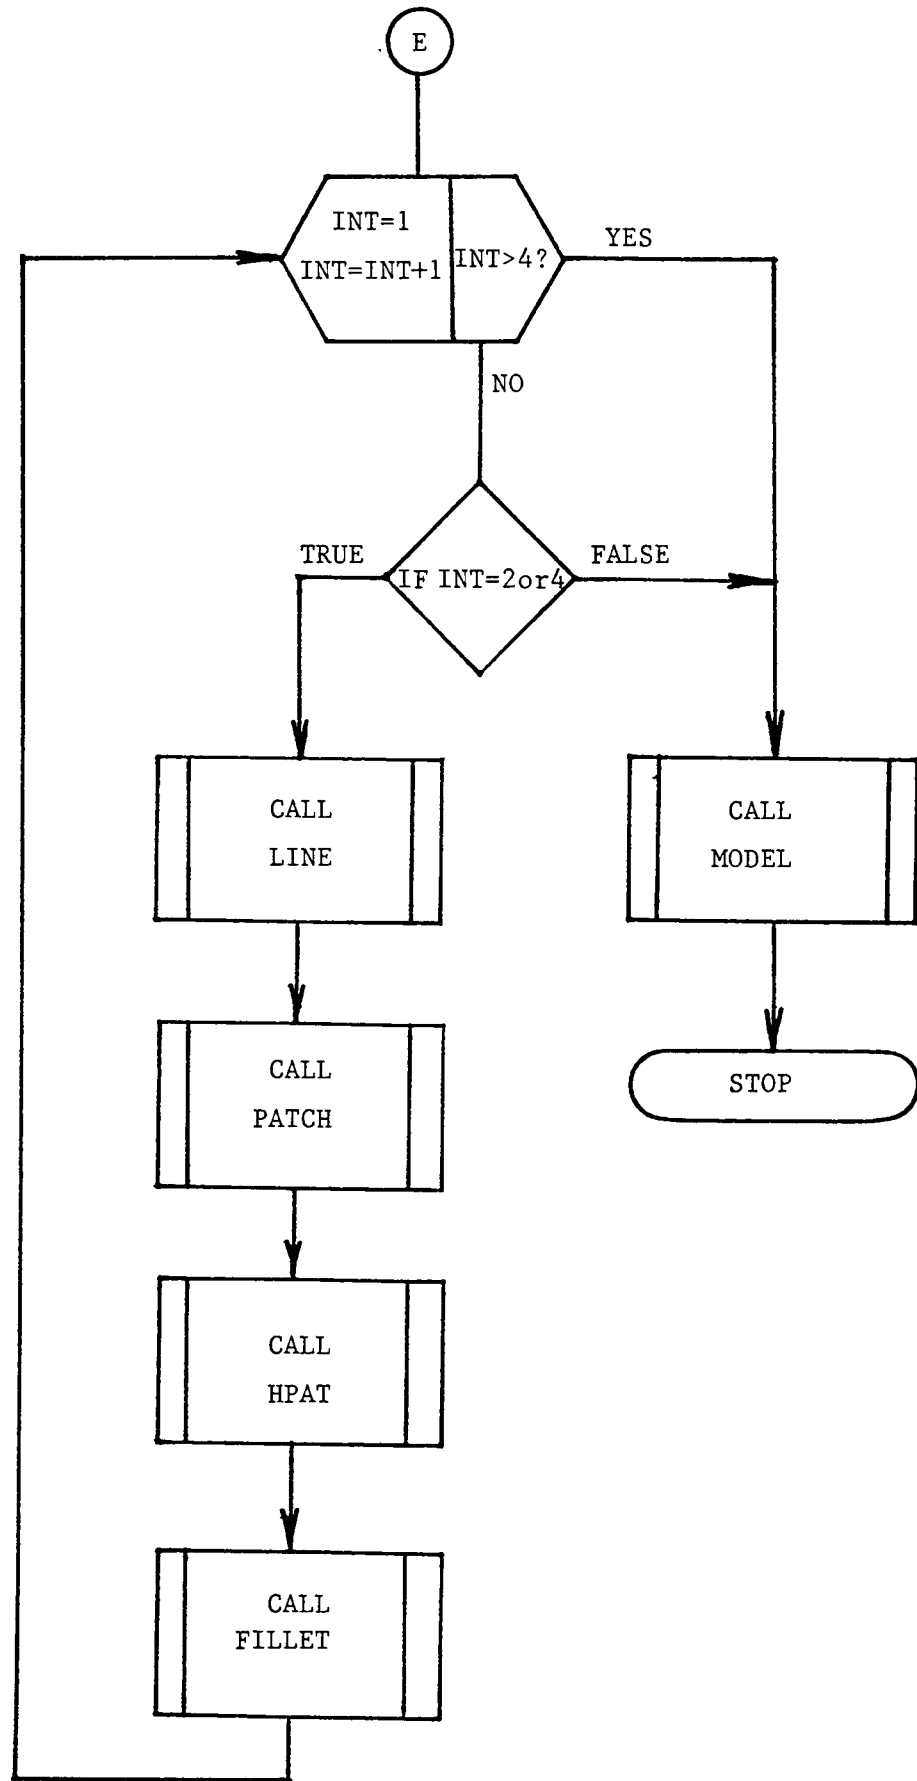 E
INT=1
INT=INT+1
INT>4?
YES
NO
TRUE
IF INT=2or4
FALSE
CALL
LINE
CALL
MODEL
CALL
PATCH
STOP
CALL
HPAT
CALL
FILLET